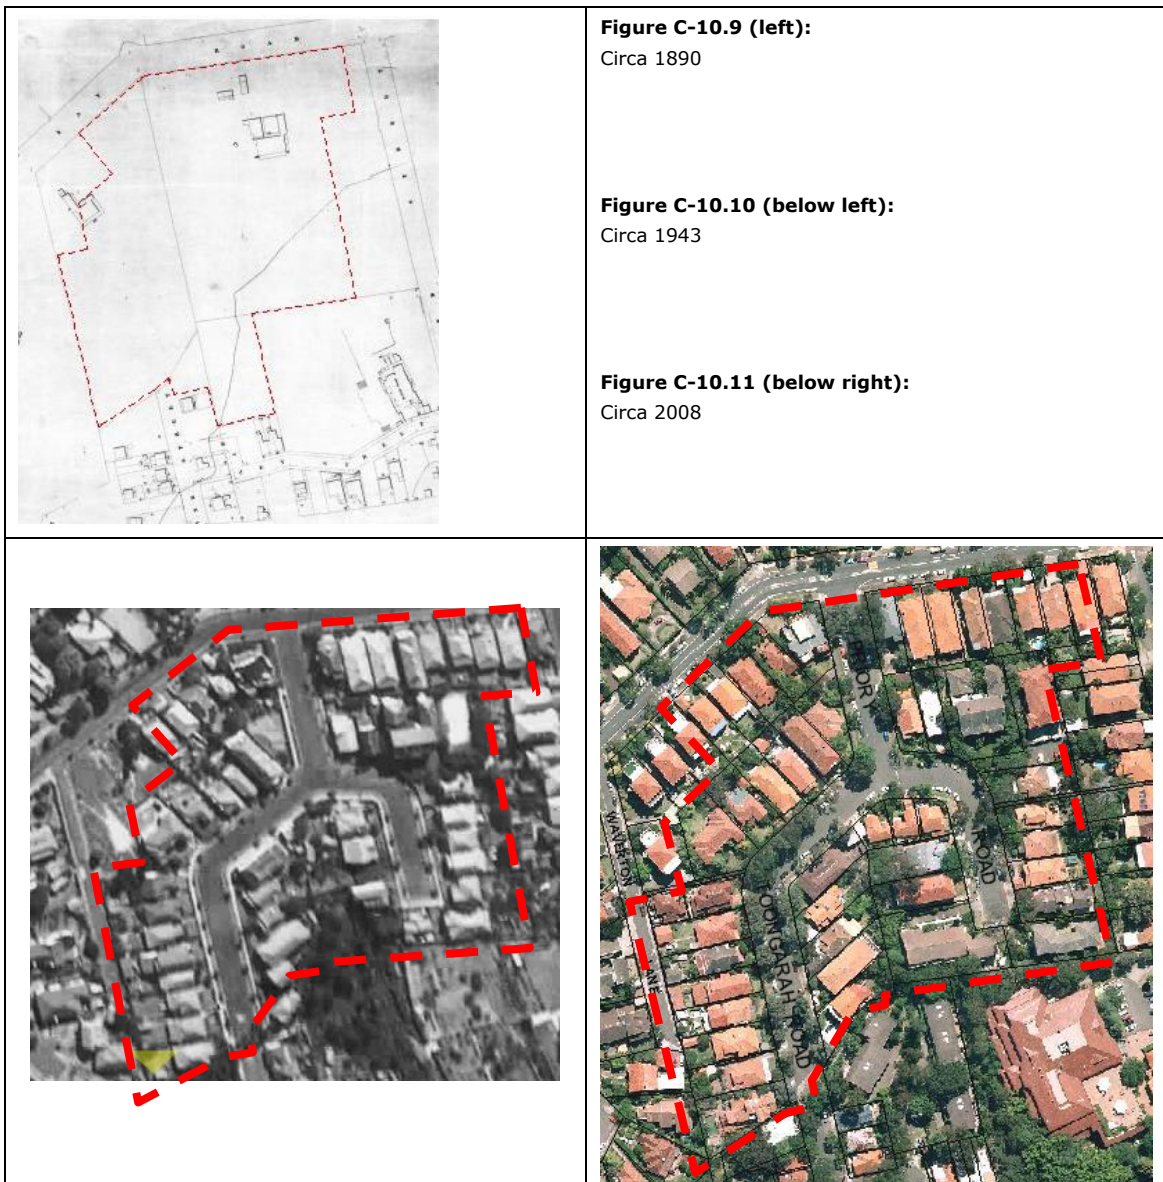 Figure C-10.9 (left):
Circa 1890
Figure C-10.10 (below left):
Circa 1943
Figure C-10.11 (below right):
Circa 2008
PRIORY
ROAD
TOONGARAH ROAD